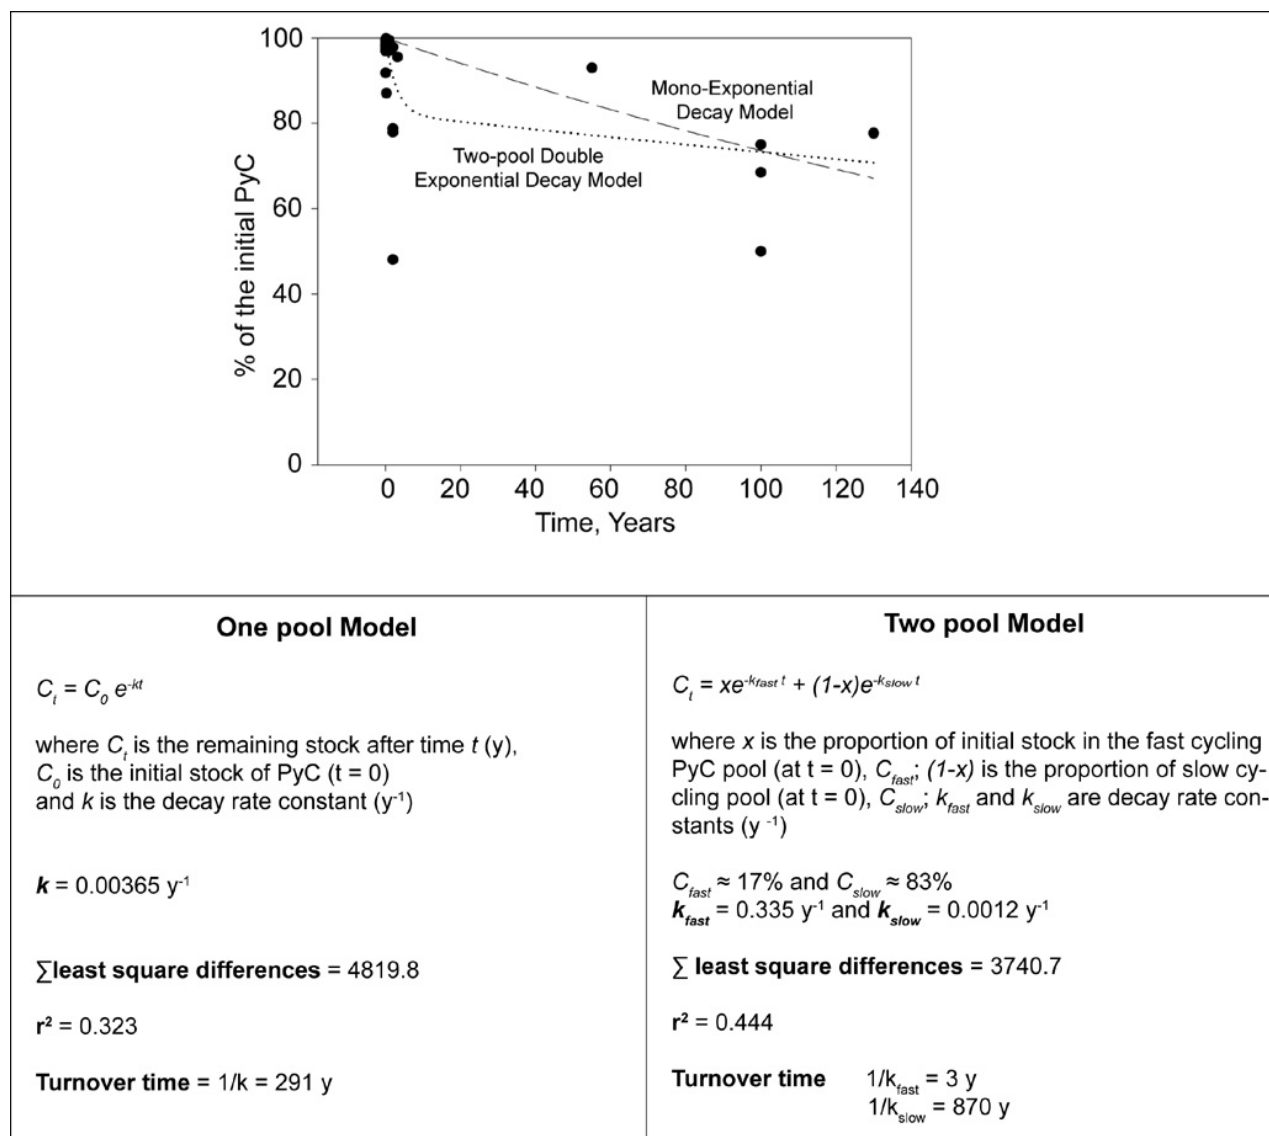 100
80
60
40
20
0
% of the initial PyC
Mono-Exponential
Decay Model
Two-pool Double
Exponential Decay Model
0 20 40 60 80 100 120 140
Time, Years
One pool Model
Cₜ = C₀ e^-kt
where Cₜ is the remaining stock after time t (y),
C₀ is the initial stock of PyC (t = 0)
and k is the decay rate constant (y⁻¹)
k = 0.00365 y⁻¹
∑least square differences = 4819.8
r² = 0.323
Turnover time = 1/k = 291 y
Two pool Model
Cₜ = xe^-k_fast t + (1-x)e^-k_slow t
where x is the proportion of initial stock in the fast cycling
PyC pool (at t = 0), C_fast; (1-x) is the proportion of slow cy-
cling pool (at t = 0), C_slow; k_fast and k_slow are decay rate con-
stants (y ⁻¹)
C_fast ≈ 17% and C_slow ≈ 83%
k_fast = 0.335 y⁻¹ and k_slow = 0.0012 y⁻¹
∑ least square differences = 3740.7
r² = 0.444
Turnover time 1/k_fast = 3 y
1/k_slow = 870 y